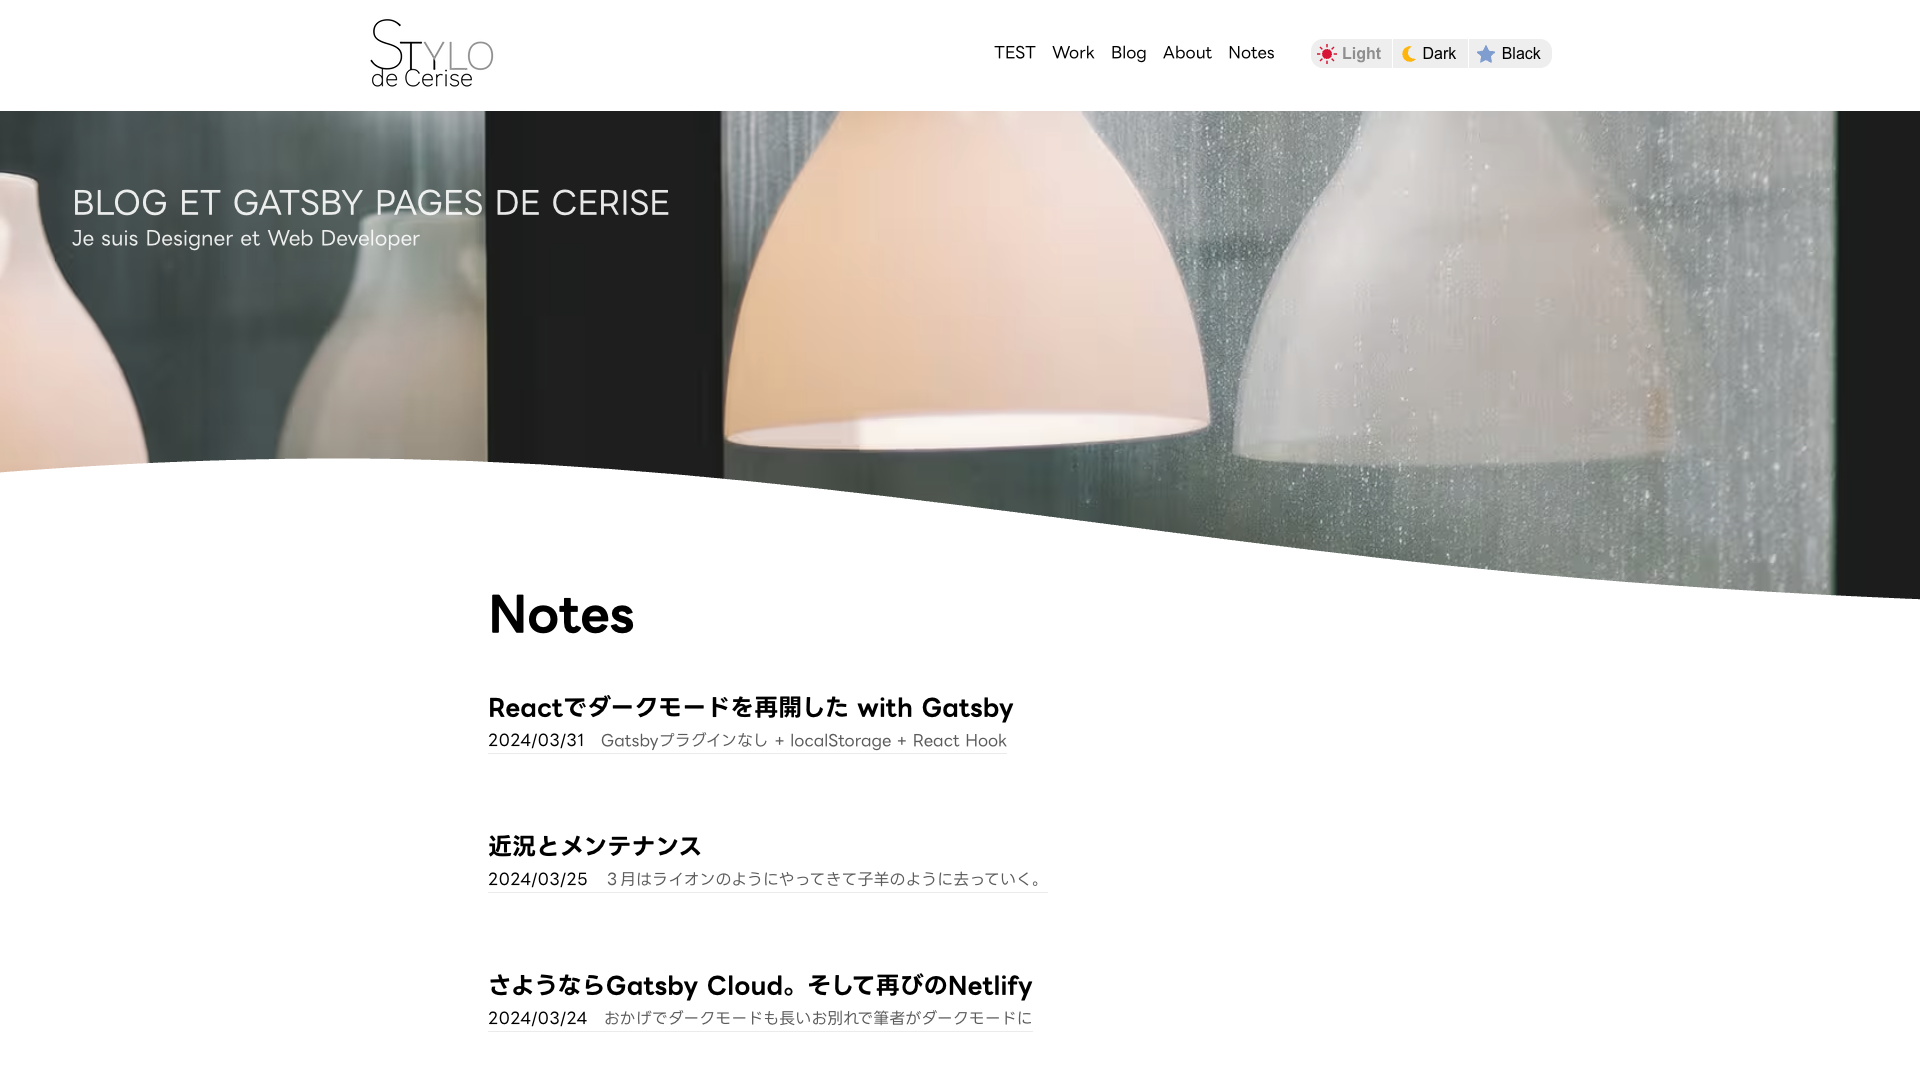 STYLO
de Cerise
TEST Work Blog About Notes Light Dark Black
BLOG ET GATSBY PAGES DE CERISE
Je suis Designer et Web Developer
Notes
Reactでダークモードを再開した with Gatsby
2024/03/31 Gatsbyプラグインなし + localStorage + React Hook
近況とメンテナンス
2024/03/25 3月はライオンのようにやってきて子羊のように去っていく。
さようならGatsby Cloud。そして再びのNetlify
2024/03/24 おかげでダークモードも長いお別れで筆者がダークモードに